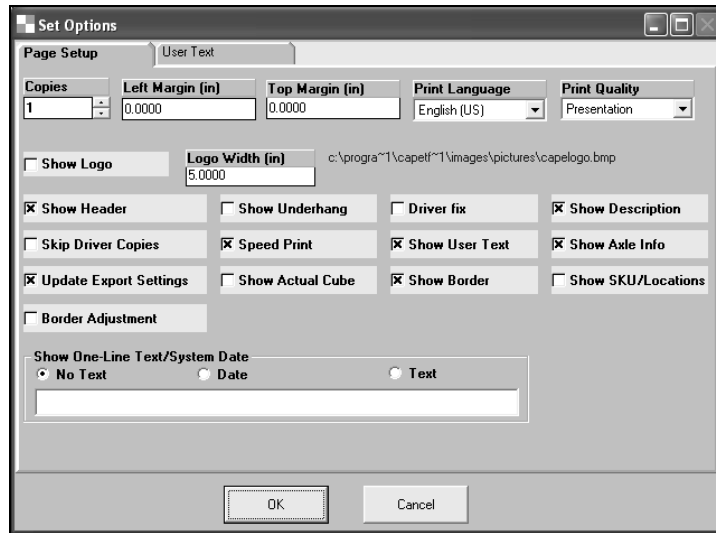 Set Options
Page Setup User Text
Copies Left Margin (in) Top Margin (in) Print Language Print Quality
1 0.0000 0.0000 English (US) Presentation
Show Logo Logo Width (in) c:\progra~1\capetf~1\images\pictures\capelogo.bmp
5.0000
Show Header Show Underhang Driver fix Show Description
Skip Driver Copies Speed Print Show User Text Show Axle Info
Update Export Settings Show Actual Cube Show Border Show SKU/Locations
Border Adjustment
Show One-Line Text/System Date
No Text Date Text
OK Cancel